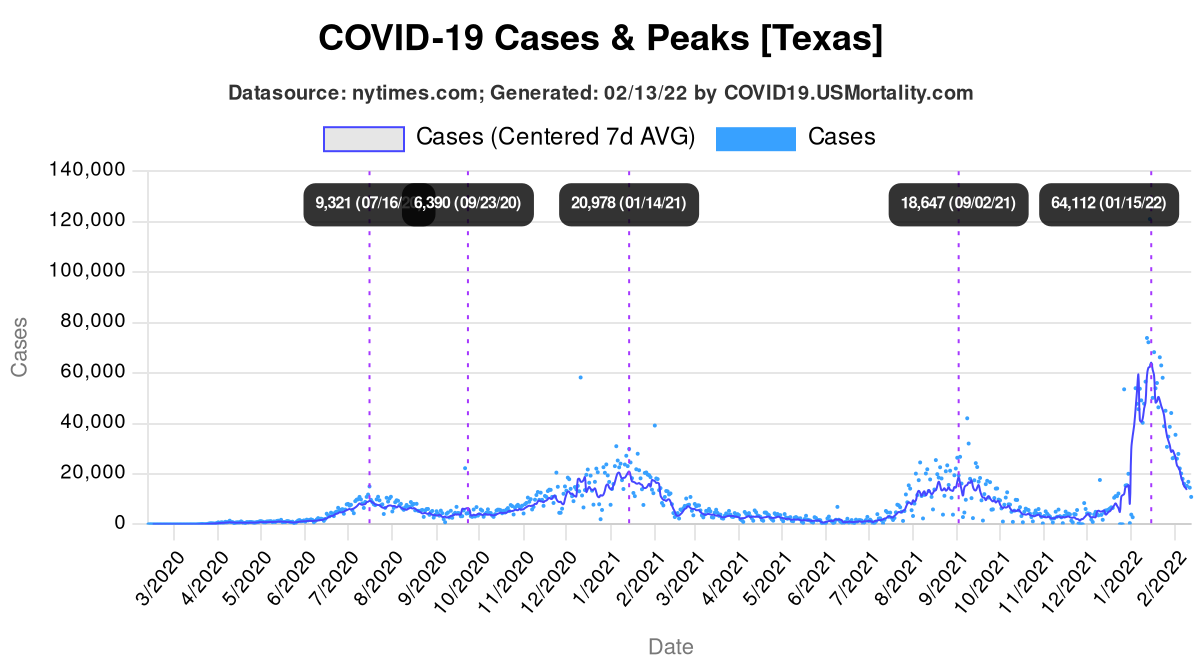 COVID-19 Cases & Peaks [Texas]
Datasource: nytimes.com; Generated: 02/13/22 by COVID19.USMortality.com
Cases (Centered 7d AVG) Cases
140,000
9,321 (07/16/ 6,390 (09/23/20) 20,978 (01/14/21) 18,647 (09/02/21) 64,112 (01/15/22)
120,000
100,000
80,000
60,000
40,000
20,000
0
Cases
3/2020 4/2020 5/2020 6/2020 7/2020 8/2020 9/2020 10/2020 11/2020 12/2020 1/2021 2/2021 3/2021 4/2021 5/2021 6/2021 7/2021 8/2021 9/2021 10/2021 11/2021 12/2021 1/2022 2/2022
Date